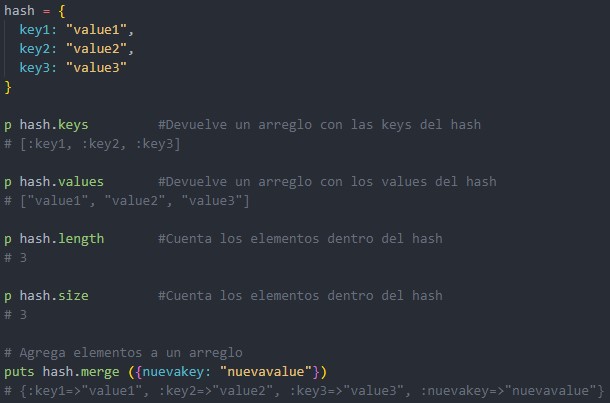 hash = {
  key1: "value1",
  key2: "value2",
  key3: "value3"
}
p hash.keys         #Devuelve un arreglo con las keys del hash
# [:key1, :key2, :key3]
p hash.values       #Devuelve un arreglo con los values del hash
# ["value1", "value2", "value3"]
p hash.length       #Cuenta los elementos dentro del hash
# 3
p hash.size         #Cuenta los elementos dentro del hash
# 3
# Agrega elementos a un arreglo
puts hash.merge ({nuevakey: "nuevavalue"})
# {:key1=>"value1", :key2=>"value2", :key3=>"value3", :nuevakey=>"nuevavalue"}